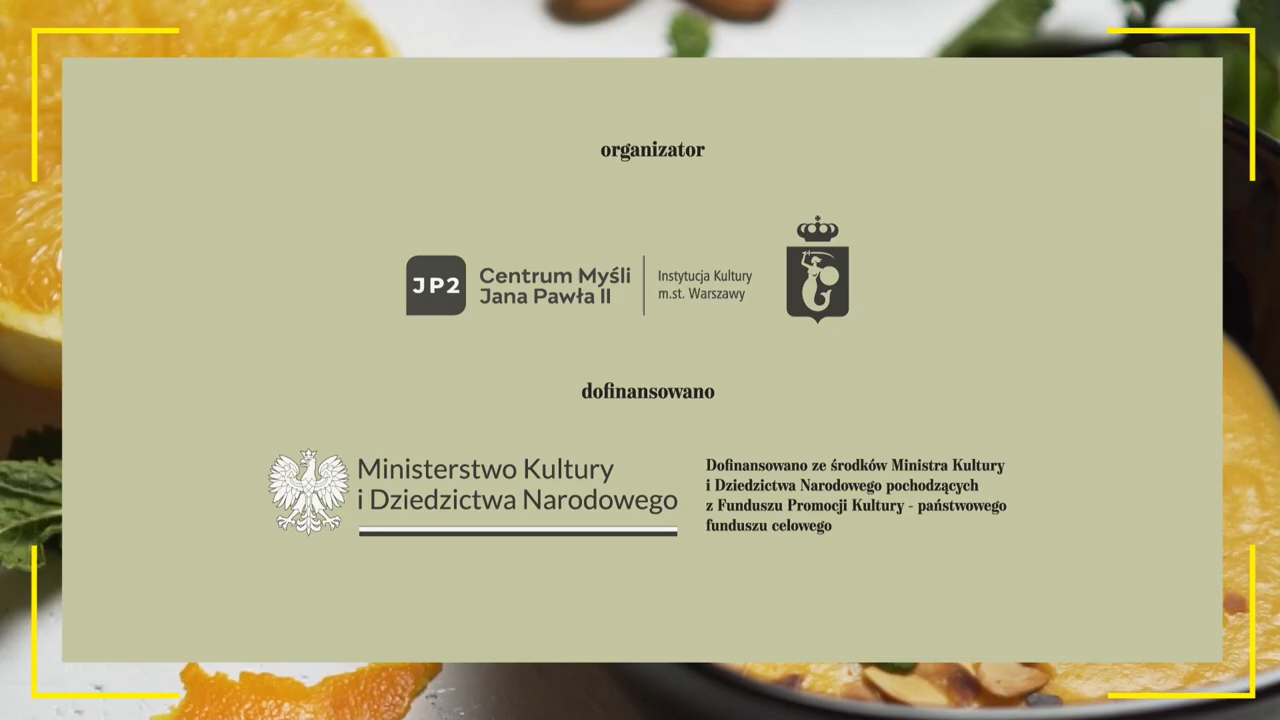 organizator
JP2
Centrum Myśli
Jana Pawła II
Instytucja Kultury
m.st. Warszawy
dofinansowano
Ministerstwo Kultury
i Dziedzictwa Narodowego
Dofinansowano ze środków Ministra Kultury
i Dziedzictwa Narodowego pochodzących
z Funduszu Promocji Kultury - państwowego
funduszu celowego